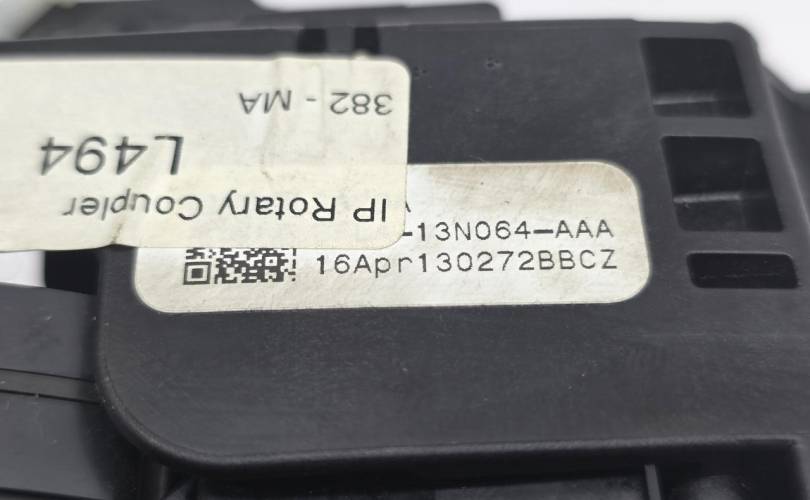 IP Rotary Coupler
L494
382 - MA
-13N064-AAA
16Apr130272BBCZ